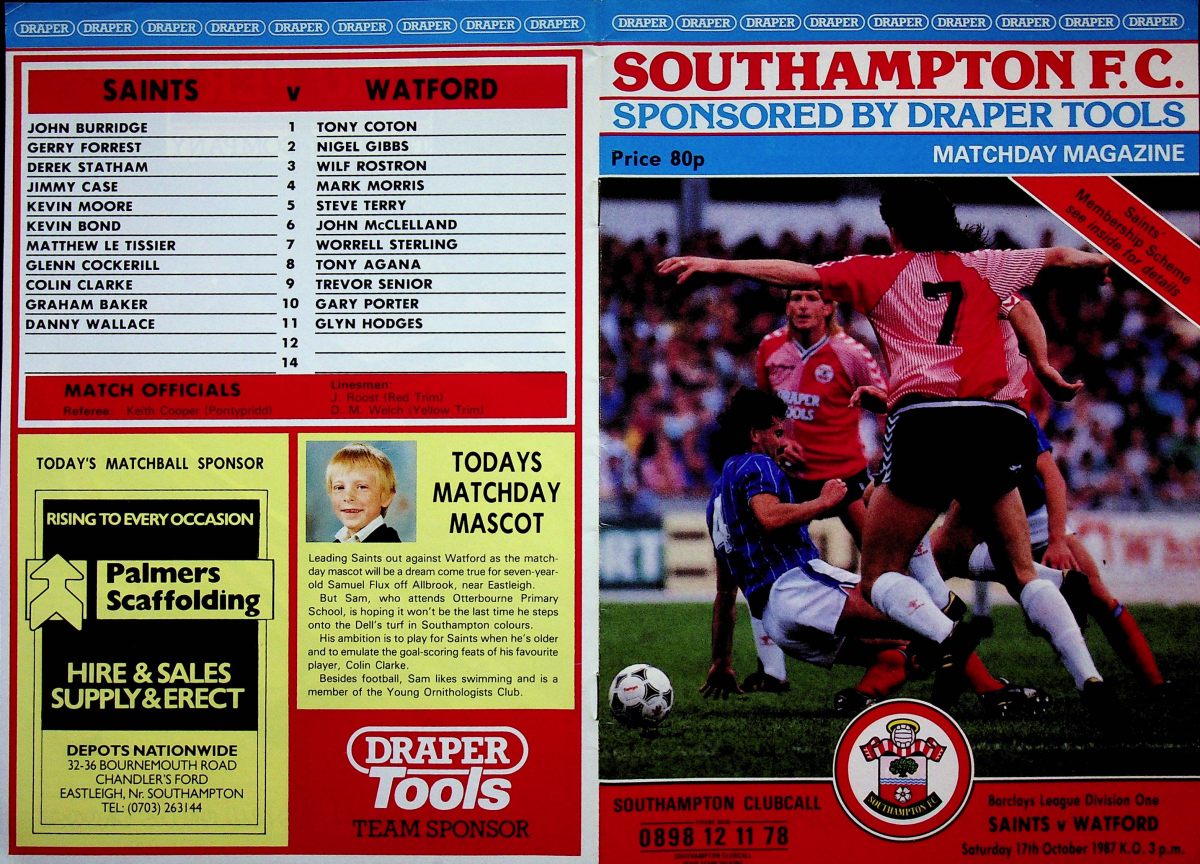 DRAPER DRAPER DRAPER DRAPER DRAPER DRAPER DRAPER DRAPER DRAPER
SAINTS v WATFORD
JOHN BURRIDGE 1 TONY COTON
GERRY FORREST 2 NIGEL GIBBS
DEREK STATHAM 3 WILF ROSTRON
JIMMY CASE 4 MARK MORRIS
KEVIN MOORE 5 STEVE TERRY
KEVIN BOND 6 JOHN McCLELLAND
MATTHEW LE TISSIER 7 WORRELL STERLING
GLENN COCKERILL 8 TONY AGANA
COLIN CLARKE 9 TREVOR SENIOR
GRAHAM BAKER 10 GARY PORTER
DANNY WALLACE 11 GLYN HODGES
12
14
MATCH OFFICIALS
Referee: Keith Cooper (Pontypridd)
Linesmen
J. Roost (Red Trim)
D. M. Welch (Yellow Trim)
TODAY'S MATCHBALL SPONSOR
RISING TO EVERY OCCASION
Palmers
Scaffolding
HIRE & SALES
SUPPLY & ERECT
DEPOTS NATIONWIDE
32-36 BOURNEMOUTH ROAD
CHANDLER'S FORD
EASTLEIGH, Nr. SOUTHAMPTON
TEL: (0703) 263144
TODAYS
MATCHDAY
MASCOT
Leading Saints out against Watford as the match-
day mascot will be a dream come true for seven-year-
old Samuel Flux off Allbrook, near Eastleigh.
But Sam, who attends Otterbourne Primary
School, is hoping it won't be the last time he steps
onto the Dell's turf in Southampton colours.
His ambition is to play for Saints when he's older
and to emulate the goal-scoring feats of his favourite
player, Colin Clarke.
Besides football, Sam likes swimming and is a
member of the Young Ornithologists Club.
DRAPER
Tools
TEAM SPONSOR
DRAPER DRAPER DRAPER DRAPER DRAPER DRAPER DRAPER DRAPER DRAPER
SOUTHAMPTON F.C.
SPONSORED BY DRAPER TOOLS
Price 80p MATCHDAY MAGAZINE
Saints'
Membership Scheme
see inside for details
7
DRAPER
TOOLS
4
SOUTHAMPTON FC
SOUTHAMPTON CLUBCALL
0898 12 11 78
SOUTHAMPTON CLUBCALL
Barclays League Division One
SAINTS v WATFORD
Saturday 17th October 1987 K.O. 3 p.m.